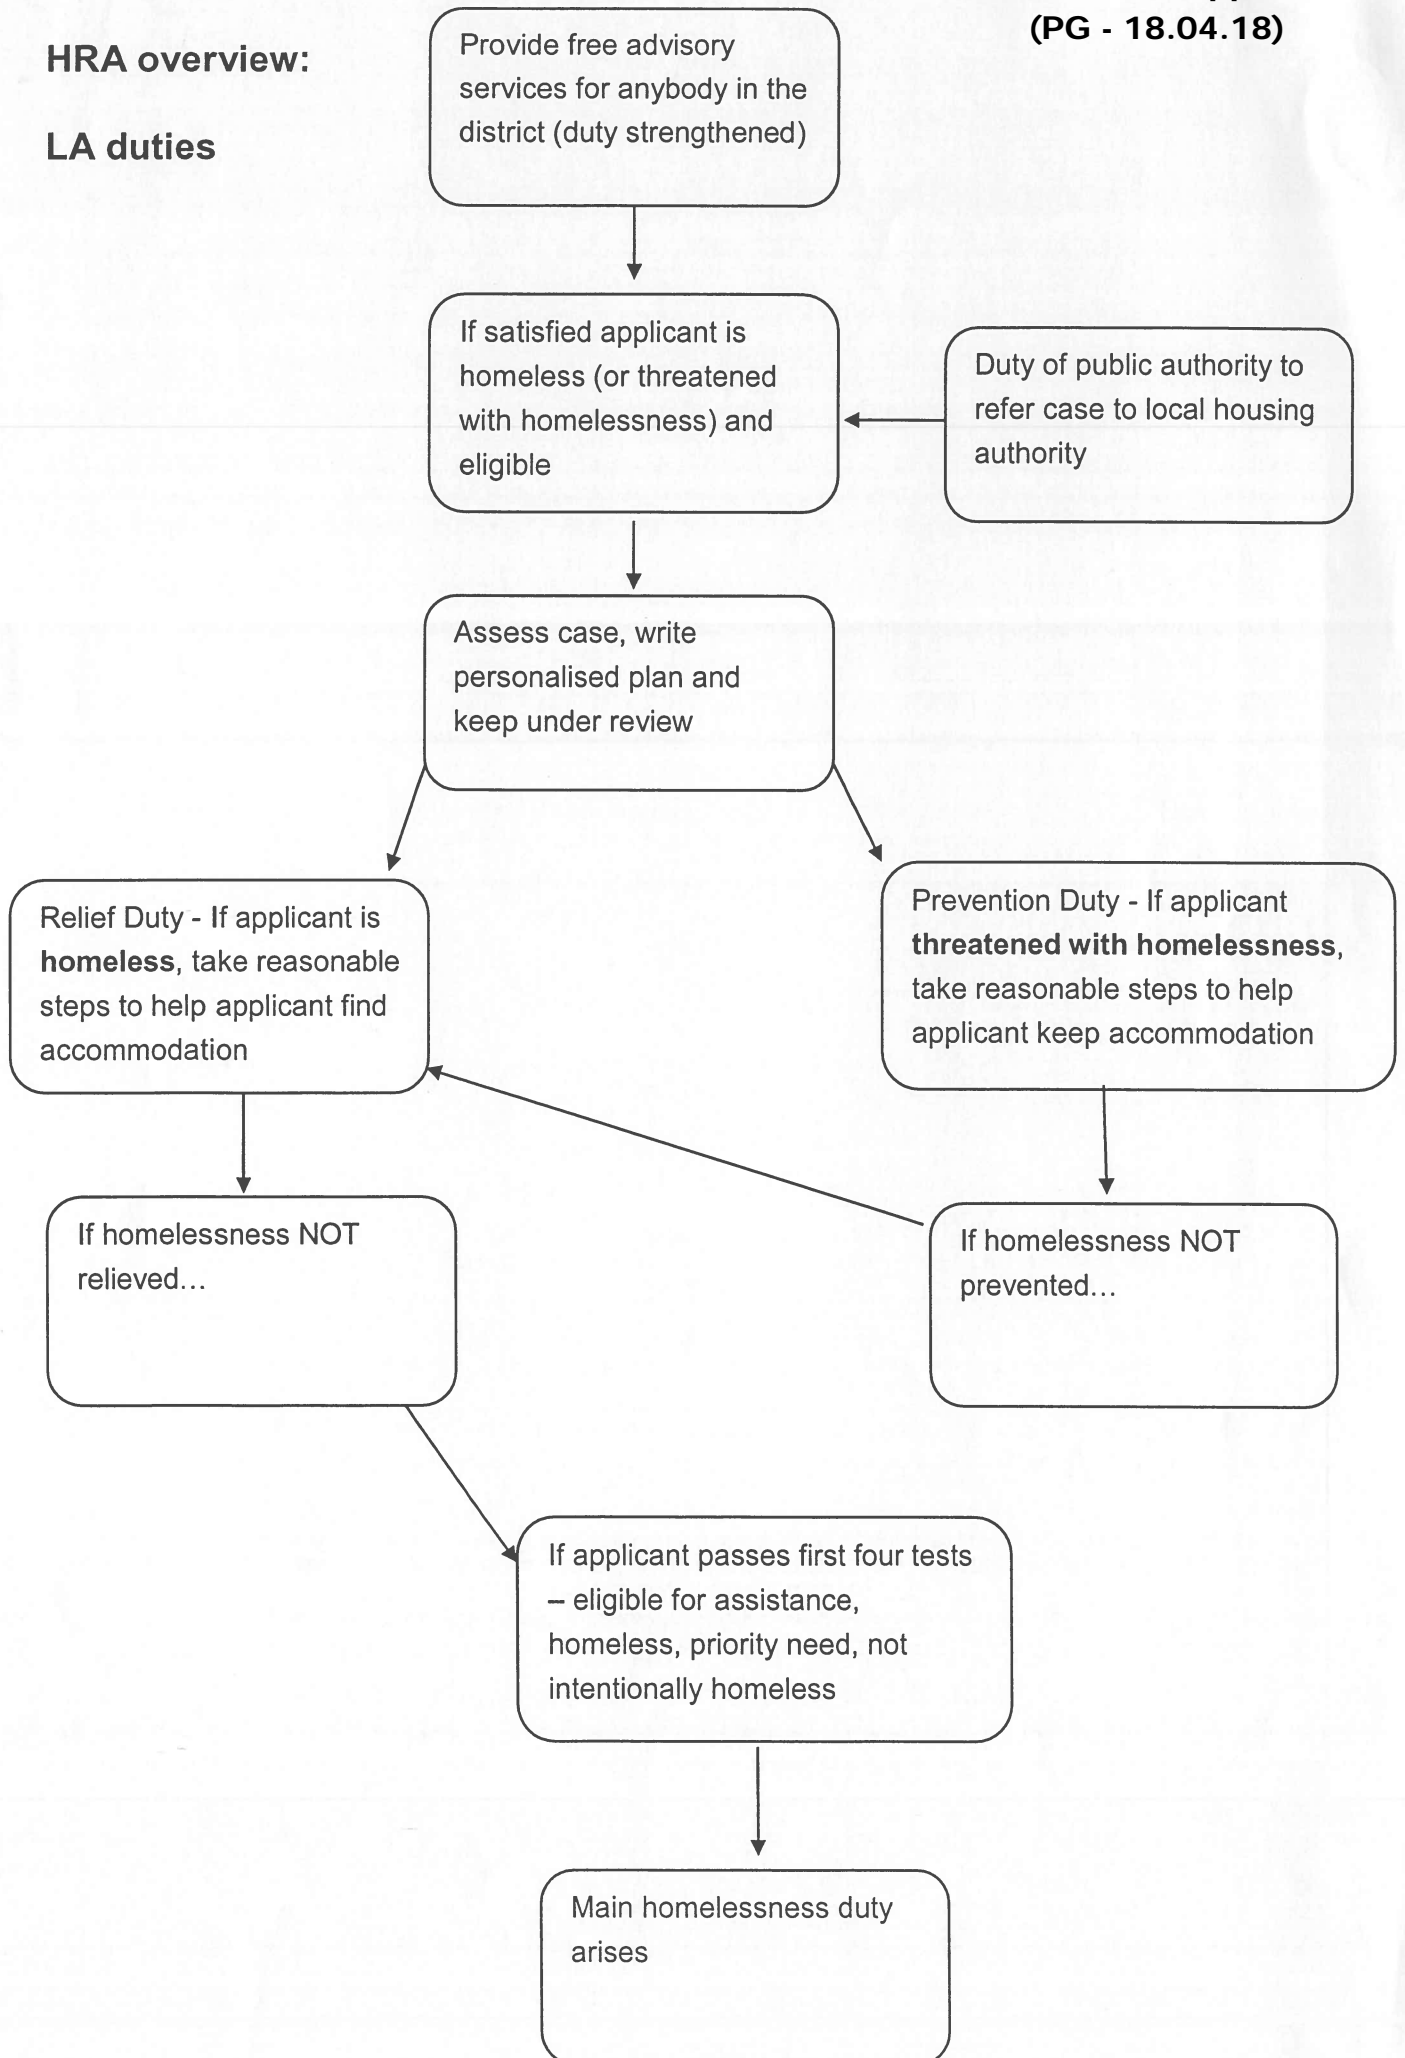 (PG - 18.04.18)
HRA overview:
LA duties
Provide free advisory
services for anybody in the
district (duty strengthened)
If satisfied applicant is
homeless (or threatened
with homelessness) and
eligible
Duty of public authority to
refer case to local housing
authority
Assess case, write
personalised plan and
keep under review
Relief Duty - If applicant is
homeless, take reasonable
steps to help applicant find
accommodation
Prevention Duty - If applicant
threatened with homelessness,
take reasonable steps to help
applicant keep accommodation
If homelessness NOT
relieved...
If homelessness NOT
prevented...
If applicant passes first four tests
– eligible for assistance,
homeless, priority need, not
intentionally homeless
Main homelessness duty
arises